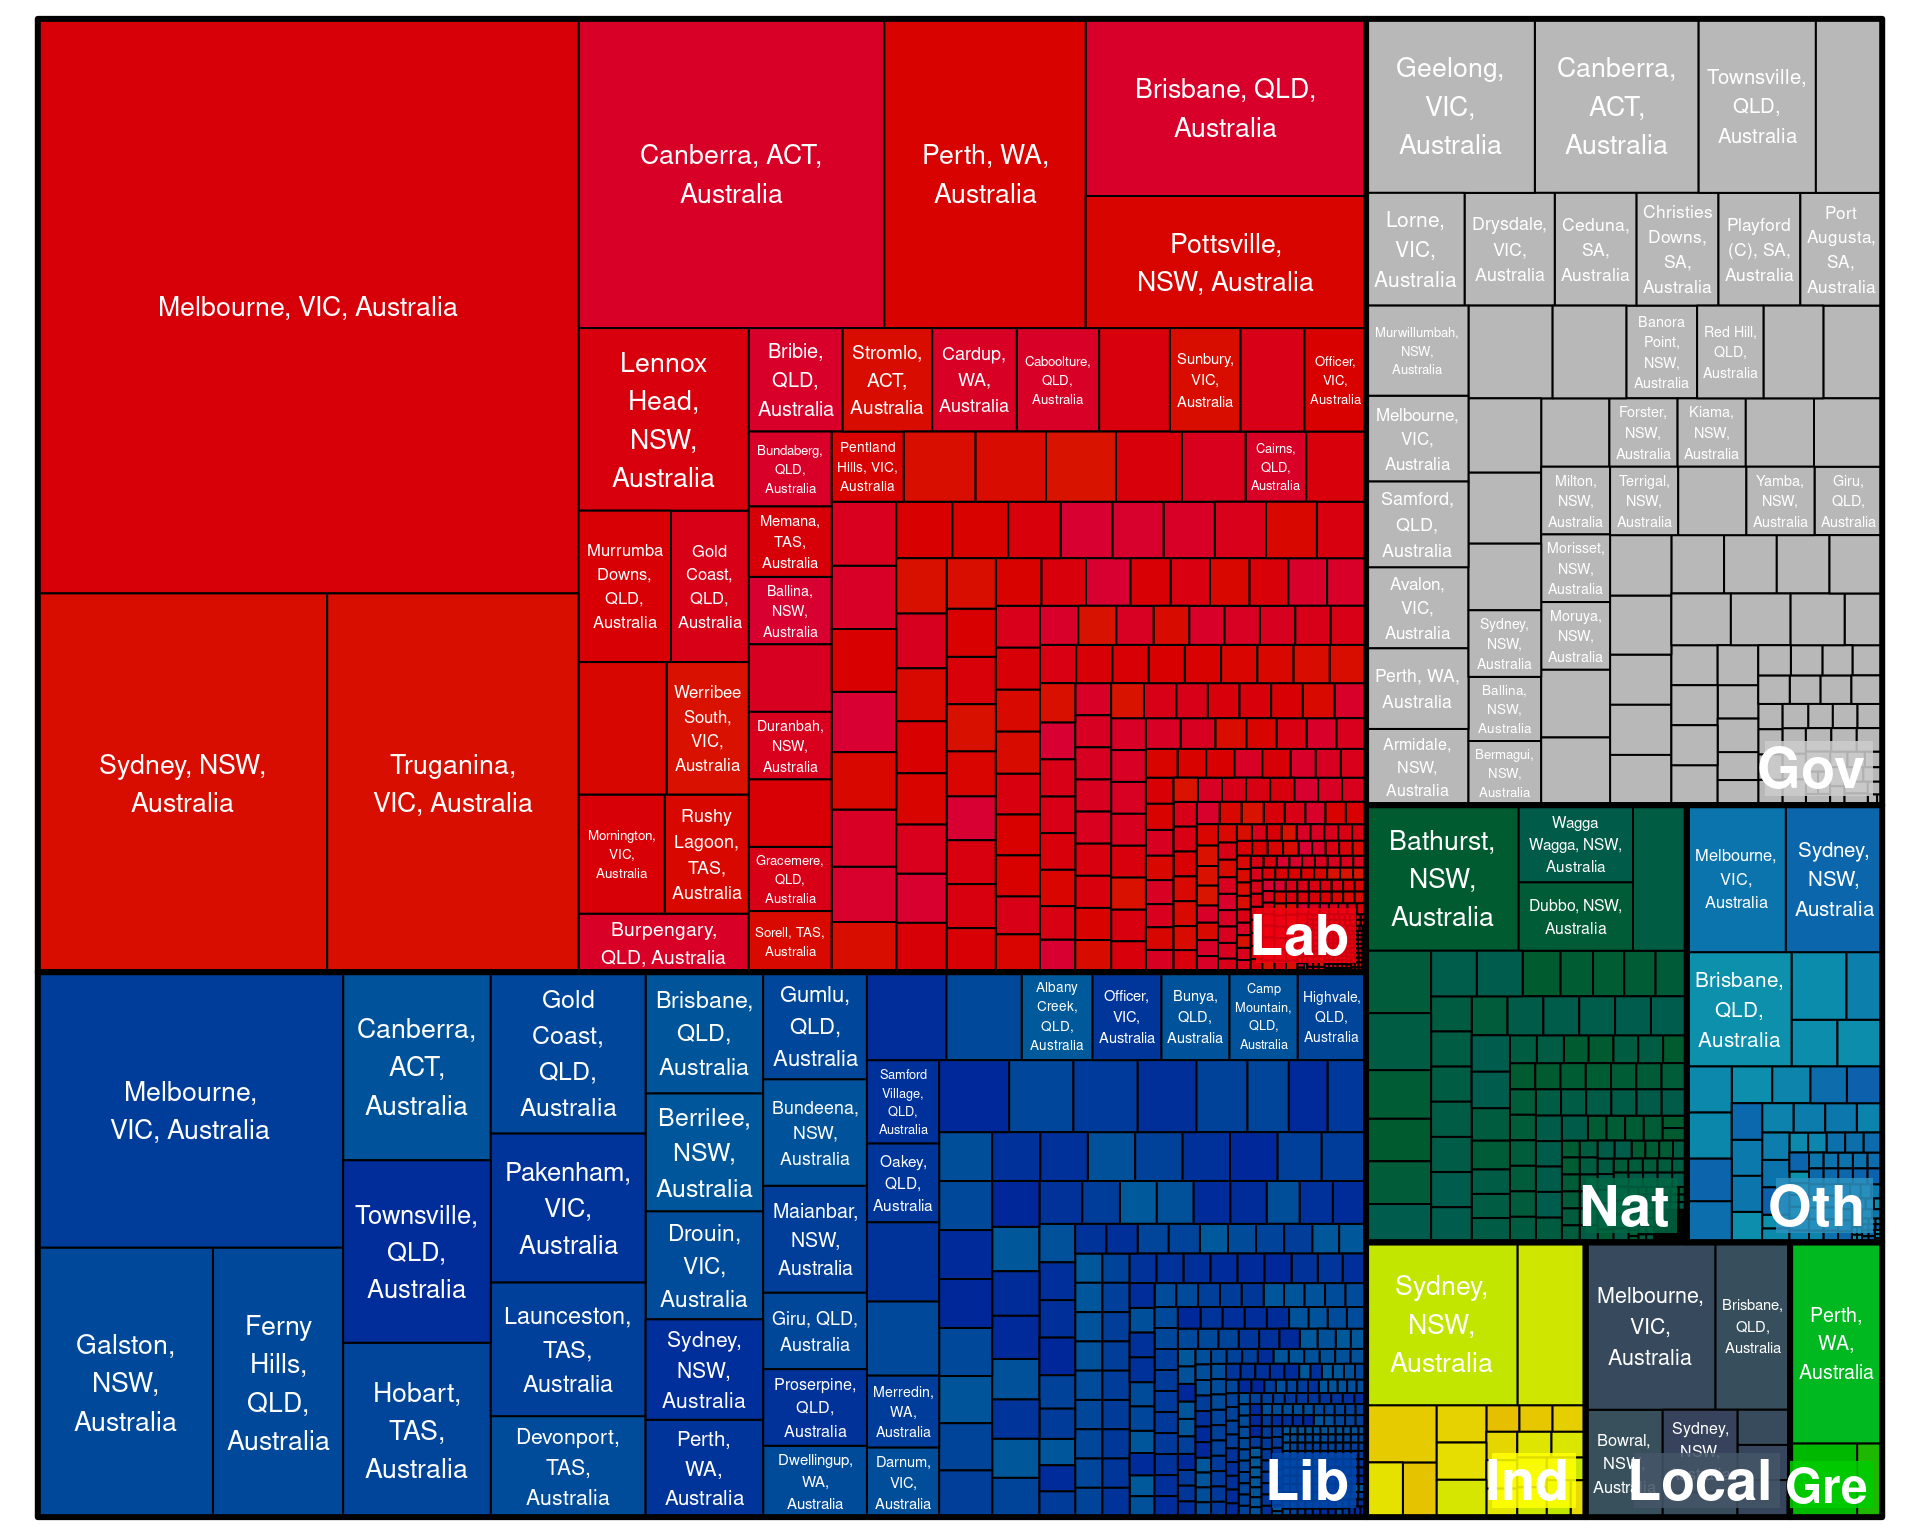 Melbourne, VIC, Australia
Canberra, ACT,
Australia
Perth, WA,
Australia
Brisbane, QLD,
Australia
Pottsville,
NSW, Australia
Sydney, NSW,
Australia
Truganina,
VIC, Australia
Lennox
Head,
NSW,
Australia
Bribie,
QLD,
Australia
Stromlo,
ACT,
Australia
Cardup,
WA,
Australia
Caboolture,
QLD,
Australia
Sunbury,
VIC,
Australia
Officer,
VIC,
Australia
Bundaberg,
QLD,
Australia
Pentland
Hills, VIC,
Australia
Cairns,
QLD,
Australia
Murrumba
Downs,
QLD,
Australia
Gold
Coast,
QLD,
Australia
Memana,
TAS,
Australia
Ballina,
NSW,
Australia
Werribee
South,
VIC,
Australia
Duranbah,
NSW,
Australia
Mornington,
VIC,
Australia
Rushy
Lagoon,
TAS,
Australia
Gracemere,
QLD,
Australia
Burpengary,
QLD, Australia
Sorell, TAS,
Australia
Lab
Geelong,
VIC,
Australia
Canberra,
ACT,
Australia
Townsville,
QLD,
Australia
Lorne,
VIC,
Australia
Drysdale,
VIC,
Australia
Ceduna,
SA,
Australia
Christies
Downs,
SA,
Australia
Playford
(C), SA,
Australia
Port
Augusta,
SA,
Australia
Murwillumbah,
NSW,
Australia
Banora
Point,
NSW,
Australia
Red Hill,
QLD,
Australia
Melbourne,
VIC,
Australia
Forster,
NSW,
Australia
Kiama,
NSW,
Australia
Samford,
QLD,
Australia
Milton,
NSW,
Australia
Terrigal,
NSW,
Australia
Yamba,
NSW,
Australia
Giru,
QLD,
Australia
Avalon,
VIC,
Australia
Morisset,
NSW,
Australia
Sydney,
NSW,
Australia
Moruya,
NSW,
Australia
Perth, WA,
Australia
Ballina,
NSW,
Australia
Armidale,
NSW,
Australia
Bermagui,
NSW,
Australia
Gov
Bathurst,
NSW,
Australia
Wagga
Wagga, NSW,
Australia
Dubbo, NSW,
Australia
Nat
Melbourne,
VIC,
Australia
Sydney,
NSW,
Australia
Brisbane,
QLD,
Australia
Oth
Melbourne,
VIC, Australia
Canberra,
ACT,
Australia
Gold
Coast,
QLD,
Australia
Brisbane,
QLD,
Australia
Gumlu,
QLD,
Australia
Albany
Creek,
QLD,
Australia
Officer,
VIC,
Australia
Bunya,
QLD,
Australia
Camp
Mountain,
QLD,
Australia
Highvale,
QLD,
Australia
Samford
Village,
QLD,
Australia
Berrilee,
NSW,
Australia
Bundeena,
NSW,
Australia
Townsville,
QLD,
Australia
Pakenham,
VIC,
Australia
Oakey,
QLD,
Australia
Maianbar,
NSW,
Australia
Drouin,
VIC,
Australia
Galston,
NSW,
Australia
Ferny
Hills,
QLD,
Australia
Launceston,
TAS,
Australia
Giru, QLD,
Australia
Hobart,
TAS,
Australia
Sydney,
NSW,
Australia
Proserpine,
QLD,
Australia
Merredin,
WA,
Australia
Devonport,
TAS,
Australia
Perth,
WA,
Australia
Dwellingup,
WA,
Australia
Darnum,
VIC,
Australia
Lib
Sydney,
NSW,
Australia
Ind
Melbourne,
VIC,
Australia
Brisbane,
QLD,
Australia
Bowral,
NSW,
Sydney,
NSW,
Local
Perth,
WA,
Australia
Gre